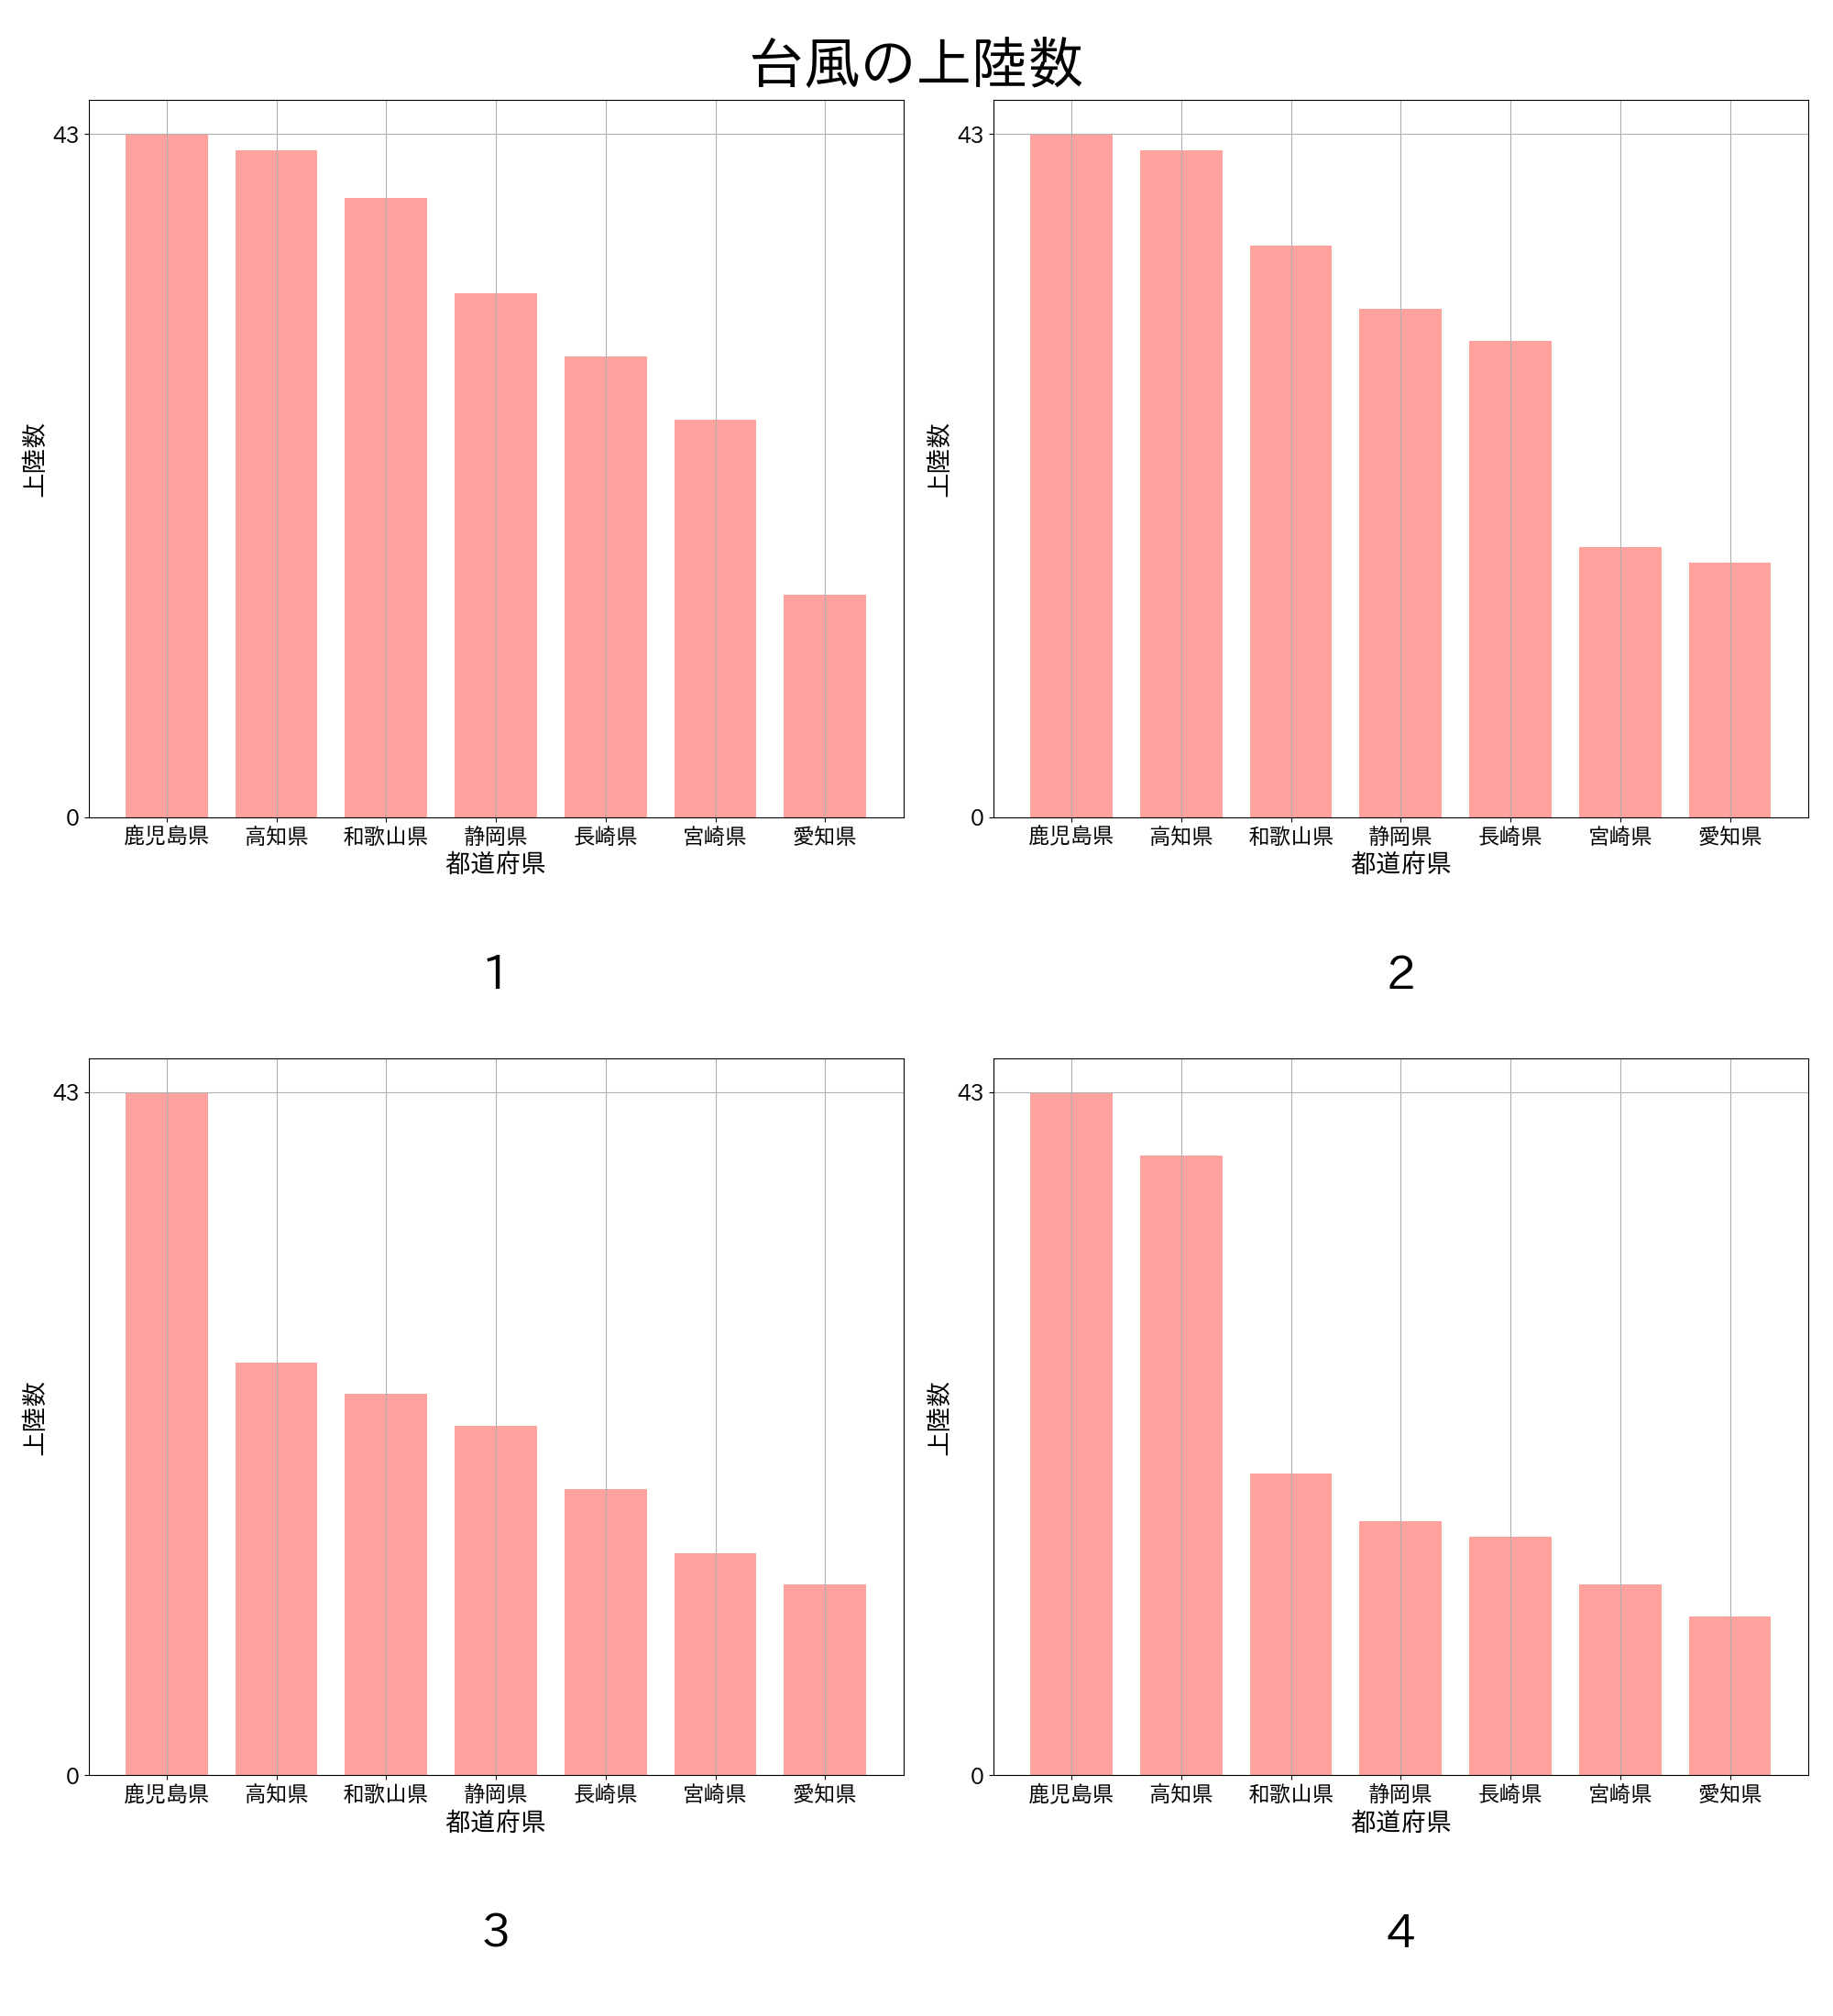 台風の上陸数
43
0
上陸数
鹿児島県 高知県 和歌山県 静岡県 長崎県 宮崎県 愛知県
都道府県
1
43
0
上陸数
鹿児島県 高知県 和歌山県 静岡県 長崎県 宮崎県 愛知県
都道府県
2
43
0
上陸数
鹿児島県 高知県 和歌山県 静岡県 長崎県 宮崎県 愛知県
都道府県
3
43
0
上陸数
鹿児島県 高知県 和歌山県 静岡県 長崎県 宮崎県 愛知県
都道府県
4